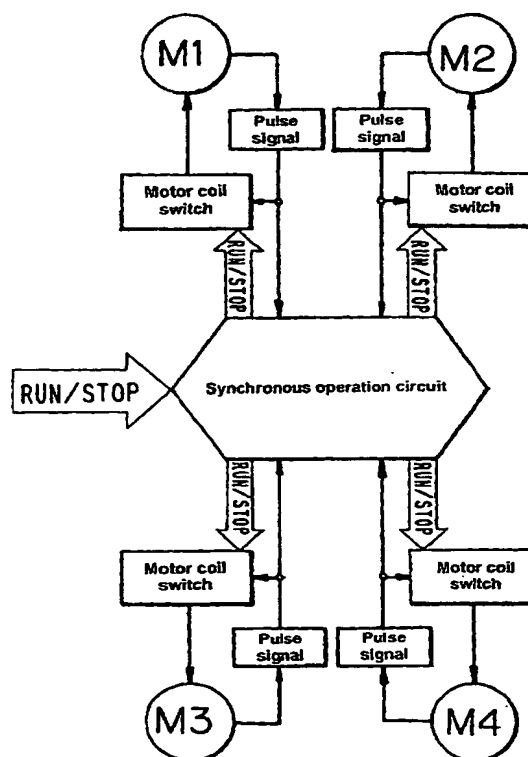 M1
M2
Pulse
signal
Pulse
signal
Motor coil
switch
Motor coil
switch
RUN/STOP
RUN/STOP
RUN/STOP
Synchronous operation circuit
RUN/STOP
RUN/STOP
Motor coil
switch
Motor coil
switch
Pulse
signal
Pulse
signal
M3
M4